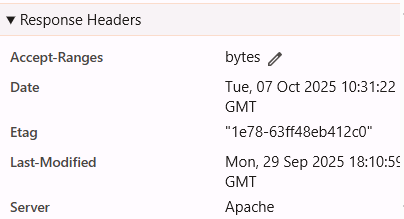 Response Headers
Accept-Ranges bytes
Date Tue, 07 Oct 2025 10:31:22
GMT
Etag "1e78-63ff48eb412c0"
Last-Modified Mon, 29 Sep 2025 18:10:59
GMT
Server Apache